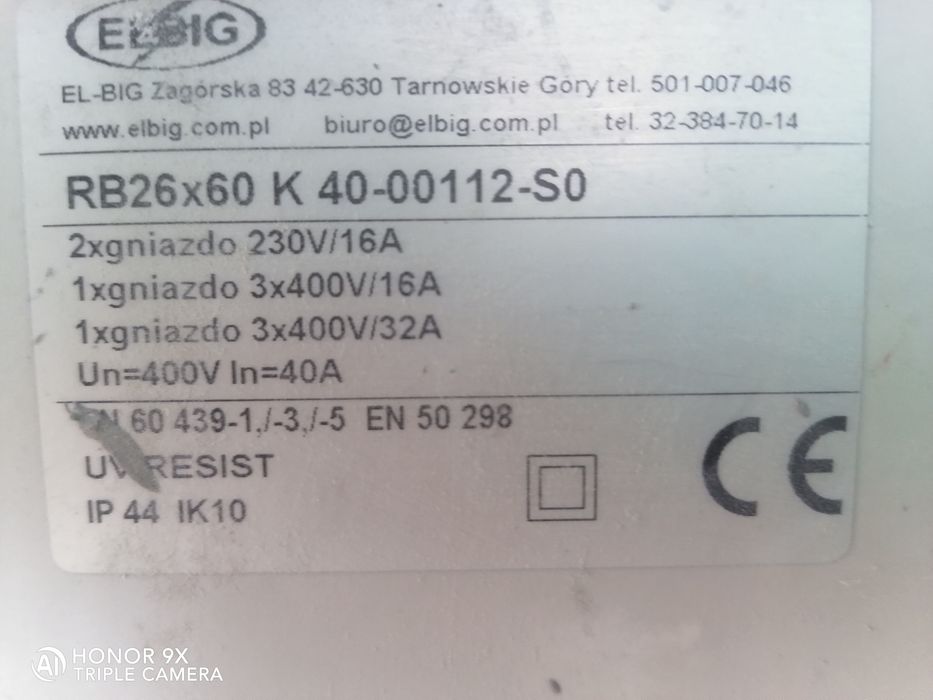 ELBIG
EL-BIG Zagórska 83 42-630 Tarnowskie Góry tel. 501-007-046
www.elbig.com.pl biuro@elbig.com.pl tel. 32-384-70-14
RB26x60 K 40-00112-S0
2xgniazdo 230V/16A
1xgniazdo 3x400V/16A
1xgniazdo 3x400V/32A
Un=400V In=40A
EN 60 439-1,/-3,/-5 EN 50 298
UV RESIST
IP 44 IK10
CE
AI HONOR 9X
TRIPLE CAMERA